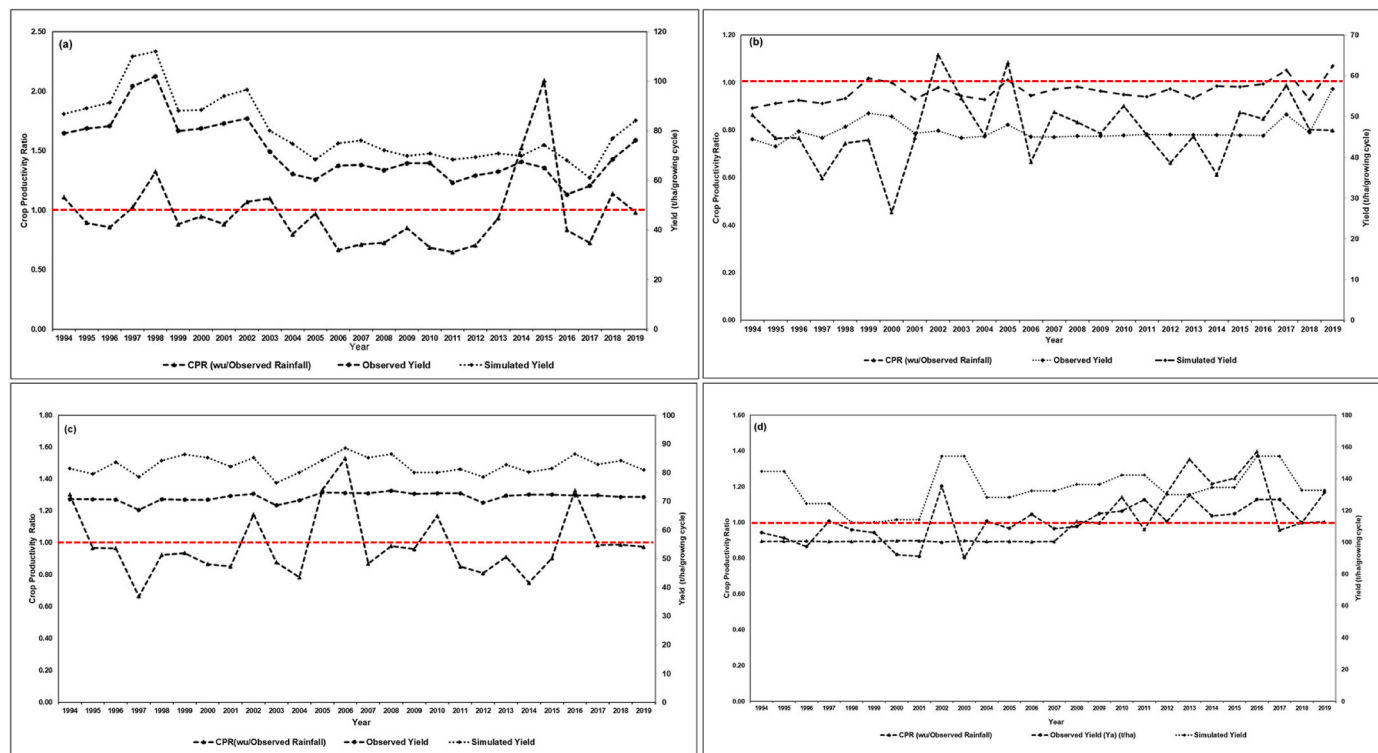 (a)
Crop Productivity Ratio
2.50
2.00
1.50
1.00
0.50
0.00
120
100
80
60
40
20
0
Yield (t/ha/growing cycle)
1994 1995 1996 1997 1998 1999 2000 2001 2002 2003 2004 2005 2006 2007 2008 2009 2010 2011 2012 2013 2014 2015 2016 2017 2018 2019
Year
CPR (wu/Observed Rainfall) Observed Yield Simulated Yield
(b)
Crop Productivity Ratio
1.20
1.00
0.80
0.60
0.40
0.20
0.00
70
60
50
40
30
20
10
0
Yield (t/ha/growing cycle)
1994 1995 1996 1997 1998 1999 2000 2001 2002 2003 2004 2005 2006 2007 2008 2009 2010 2011 2012 2013 2014 2015 2016 2017 2018 2019
Year
CPR (wu/Observed Rainfall) Observed Yield Simulated Yield
(c)
Crop Productivity Ratio
1.80
1.60
1.40
1.20
1.00
0.80
0.60
0.40
0.20
0.00
100
90
80
70
60
50
40
30
20
10
0
Yield (t/ha/growing cycle)
1994 1995 1996 1997 1998 1999 2000 2001 2002 2003 2004 2005 2006 2007 2008 2009 2010 2011 2012 2013 2014 2015 2016 2017 2018 2019
Year
CPR(wu/Observed Rainfall) Observed Yield Simulated Yield
(d)
Crop Productivity Ratio
1.60
1.40
1.20
1.00
0.80
0.60
0.40
0.20
0.00
180
160
140
120
100
80
60
40
20
0
Yield (t/ha/growing cycle)
1994 1995 1996 1997 1998 1999 2000 2001 2002 2003 2004 2005 2006 2007 2008 2009 2010 2011 2012 2013 2014 2015 2016 2017 2018 2019
Year
CPR (wu/Observed Rainfall) Observed Yield (Ya) (t/ha) Simulated Yield